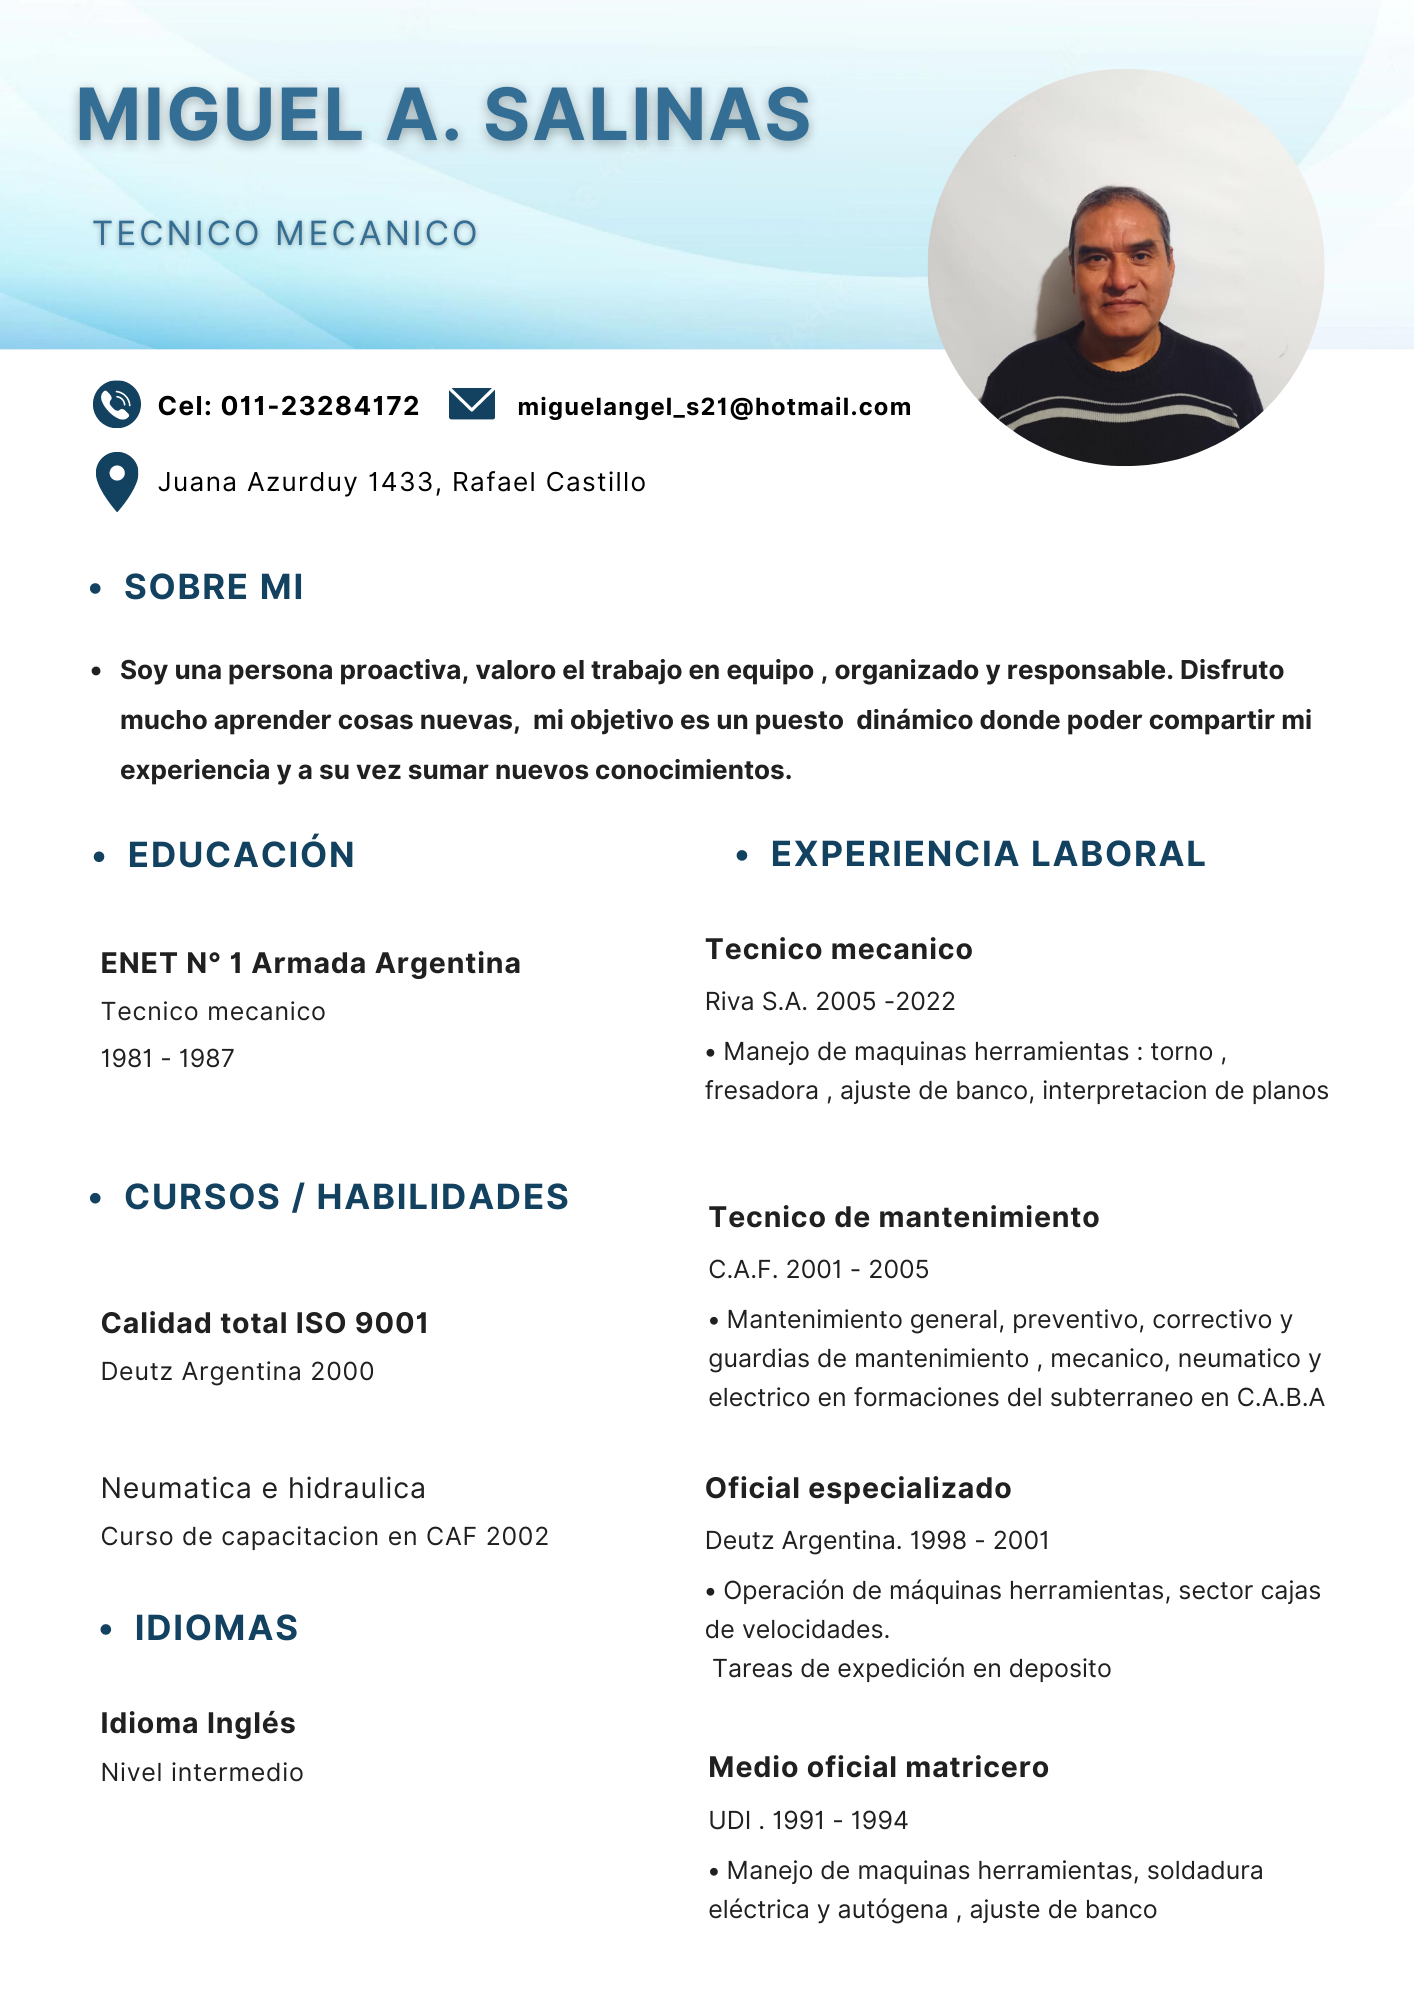 MIGUEL A. SALINAS
TECNICO MECANICO
Cel: 011-23284172
miguelangel_s21@hotmail.com
Juana Azurduy 1433, Rafael Castillo
• SOBRE MI
• Soy una persona proactiva, valoro el trabajo en equipo , organizado y responsable. Disfruto
mucho aprender cosas nuevas,  mi objetivo es un puesto  dinámico donde poder compartir mi
experiencia y a su vez sumar nuevos conocimientos.
• EDUCACIÓN
ENET N° 1 Armada Argentina
Tecnico mecanico
1981 - 1987
• CURSOS / HABILIDADES
Calidad total ISO 9001
Deutz Argentina 2000
Neumatica e hidraulica
Curso de capacitacion en CAF 2002
• IDIOMAS
Idioma Inglés
Nivel intermedio
• EXPERIENCIA LABORAL
Tecnico mecanico
Riva S.A. 2005 -2022
• Manejo de maquinas herramientas : torno ,
fresadora , ajuste de banco, interpretacion de planos
Tecnico de mantenimiento
C.A.F. 2001 - 2005
• Mantenimiento general, preventivo, correctivo y
guardias de mantenimiento , mecanico, neumatico y
electrico en formaciones del subterraneo en C.A.B.A
Oficial especializado
Deutz Argentina. 1998 - 2001
• Operación de máquinas herramientas, sector cajas
de velocidades.
Tareas de expedición en deposito
Medio oficial matricero
UDI . 1991 - 1994
• Manejo de maquinas herramientas, soldadura
eléctrica y autógena , ajuste de banco